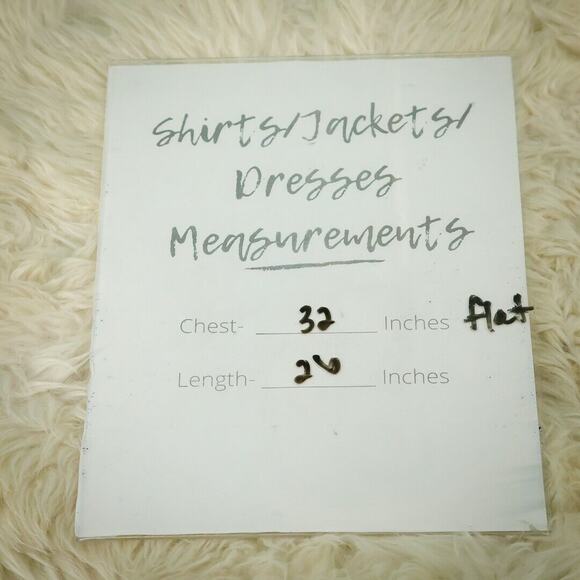 Shirts/Jackets/
Dresses
Measurements
Chest- 32 Inches flat
Length- Inches